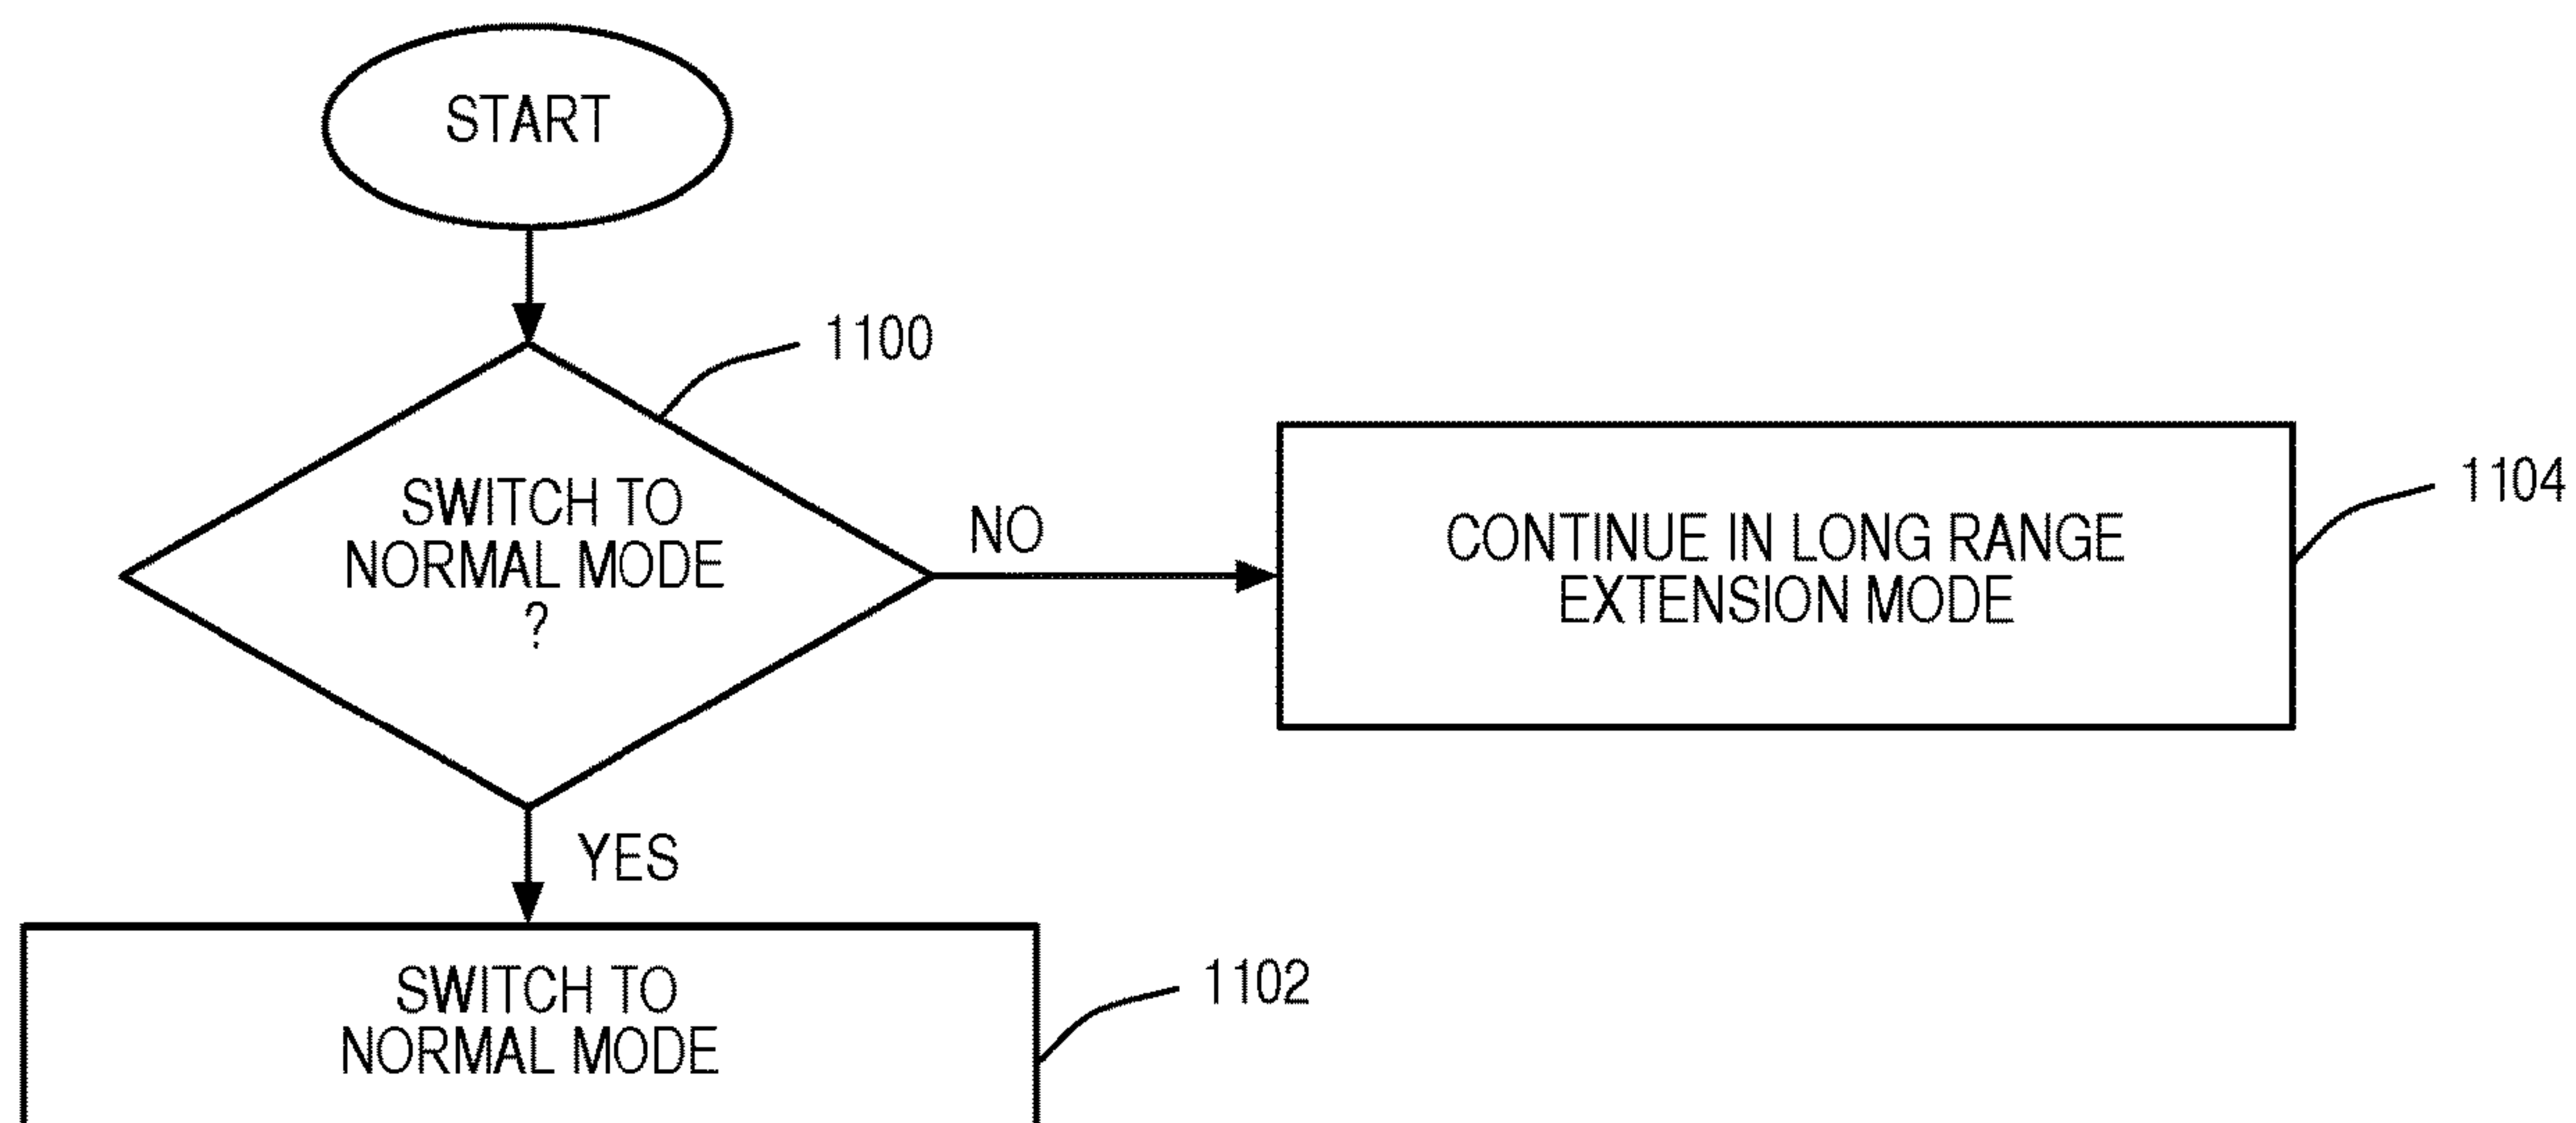 START
1100
SWITCH TO
NORMAL MODE
?
NO
CONTINUE IN LONG RANGE
EXTENSION MODE
1104
YES
SWITCH TO
NORMAL MODE
1102